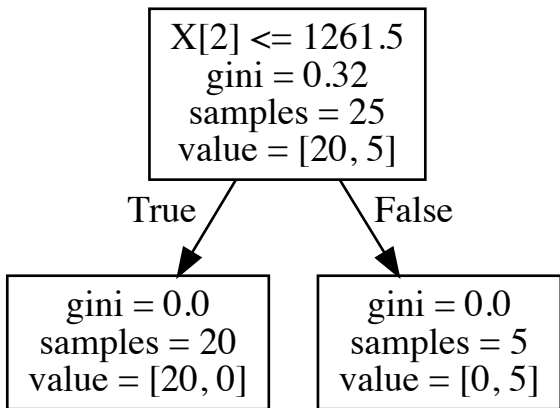 X[2] <= 1261.5
gini = 0.32
samples = 25
value = [20, 5]
True
False
gini = 0.0
samples = 20
value = [20, 0]
gini = 0.0
samples = 5
value = [0, 5]